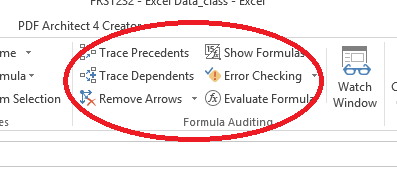 - Excel Data_class - Excel
PDF Architect 4 Creator
Trace Precedents
Show Formulas
Trace Dependents
Error Checking
Remove Arrows
Evaluate Formula
Selection
Watch
Window
Formula Auditing